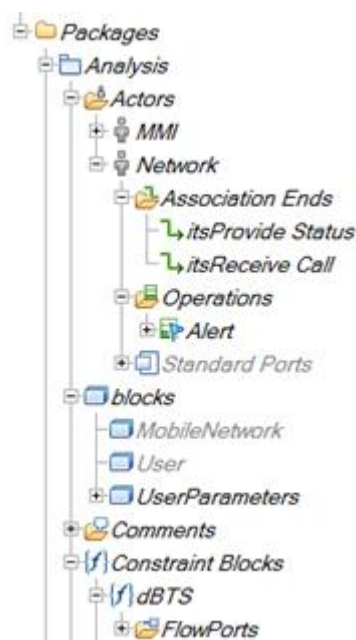 Packages
Analysis
Actors
MMI
Network
Association Ends
itsProvide Status
itsReceive Call
Operations
Alert
Standard Ports
blocks
MobileNetwork
User
UserParameters
Comments
Constraint Blocks
dBTS
FlowPorts